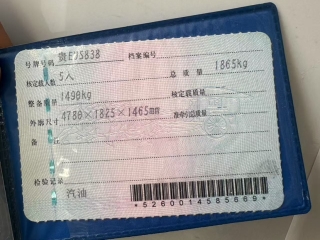 号牌号码 贵EJS838 档案编号
核定载人数 5人 总质量 1865kg
整备质量 1490kg 核定载质量
外廓尺寸 4780×1825×1465mm 准牵引总质量
备注
检验记录
汽油
*5260014585669*